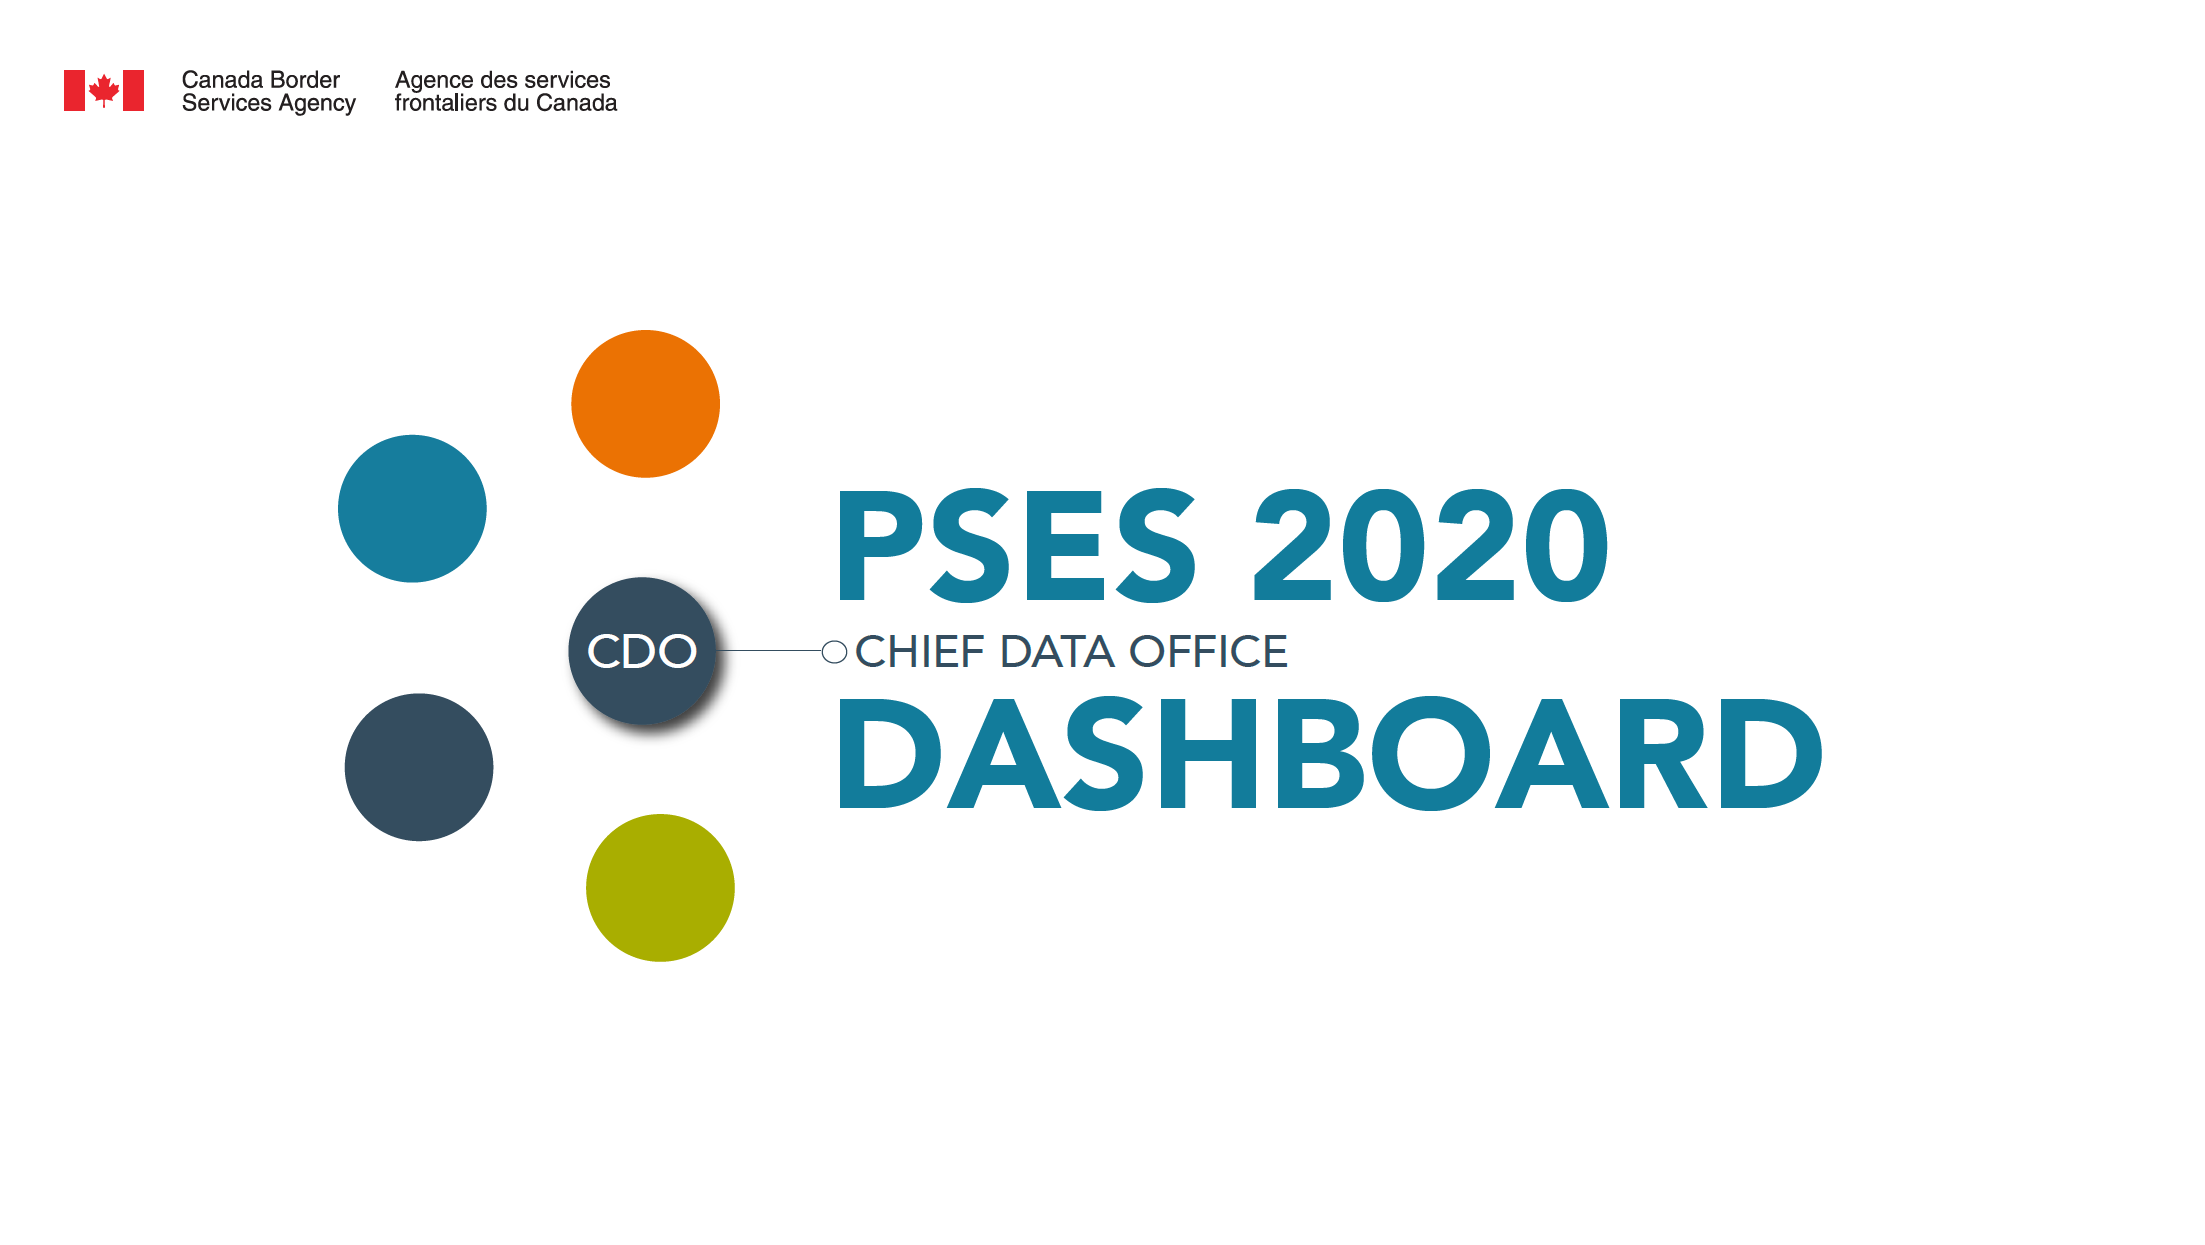 Canada Border
Services Agency
Agence des services
frontaliers du Canada
PSES 2020
CDO
CHIEF DATA OFFICE
DASHBOARD